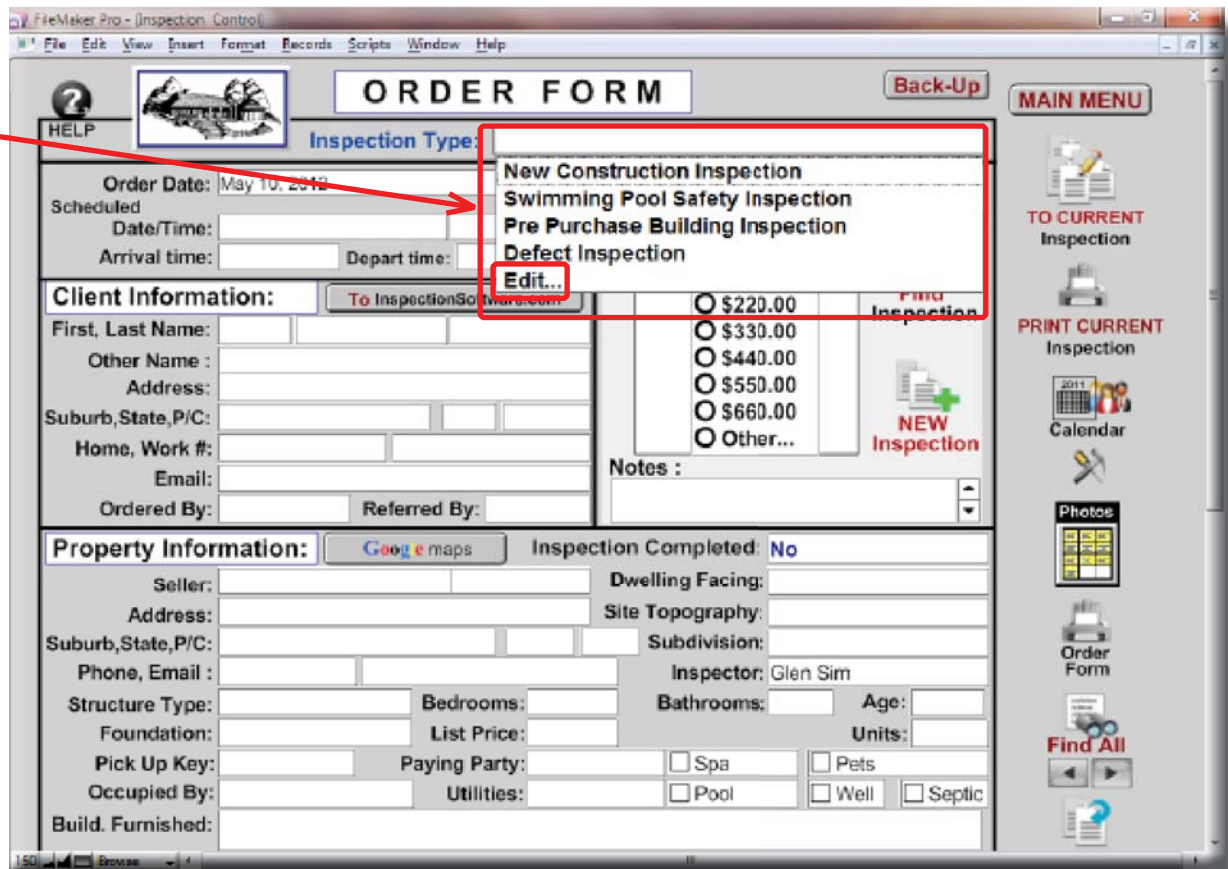 FileMaker Pro - [Inspection Control]
File Edit View Insert Format Records Scripts Window Help
HELP
ORDER FORM
Back-Up
MAIN MENU
Inspection Type:
New Construction Inspection
Swimming Pool Safety Inspection
Pre Purchase Building Inspection
Defect Inspection
Edit...
Order Date: May 10, 2012
Scheduled
Date/Time:
Arrival time:
Depart time:
TO CURRENT
Inspection
Client Information:
To InspectionSoftware.com
First, Last Name:
Other Name :
Address:
Suburb,State,P/C:
Home, Work #:
Email:
Ordered By:
Referred By:
$220.00
$330.00
$440.00
$550.00
$660.00
Other...
Find
Inspection
NEW
Inspection
Notes :
PRINT CURRENT
Inspection
2011
Calendar
Photos
Property Information:
Google maps
Inspection Completed: No
Seller:
Dwelling Facing:
Address:
Site Topography:
Suburb,State,P/C:
Subdivision:
Phone, Email :
Inspector: Glen Sim
Structure Type:
Bedrooms:
Bathrooms:
Age:
Foundation:
List Price:
Units:
Pick Up Key:
Paying Party:
Spa
Pets
Occupied By:
Utilities:
Pool
Well
Septic
Build. Furnished:
Order
Form
Find All
150
Browse